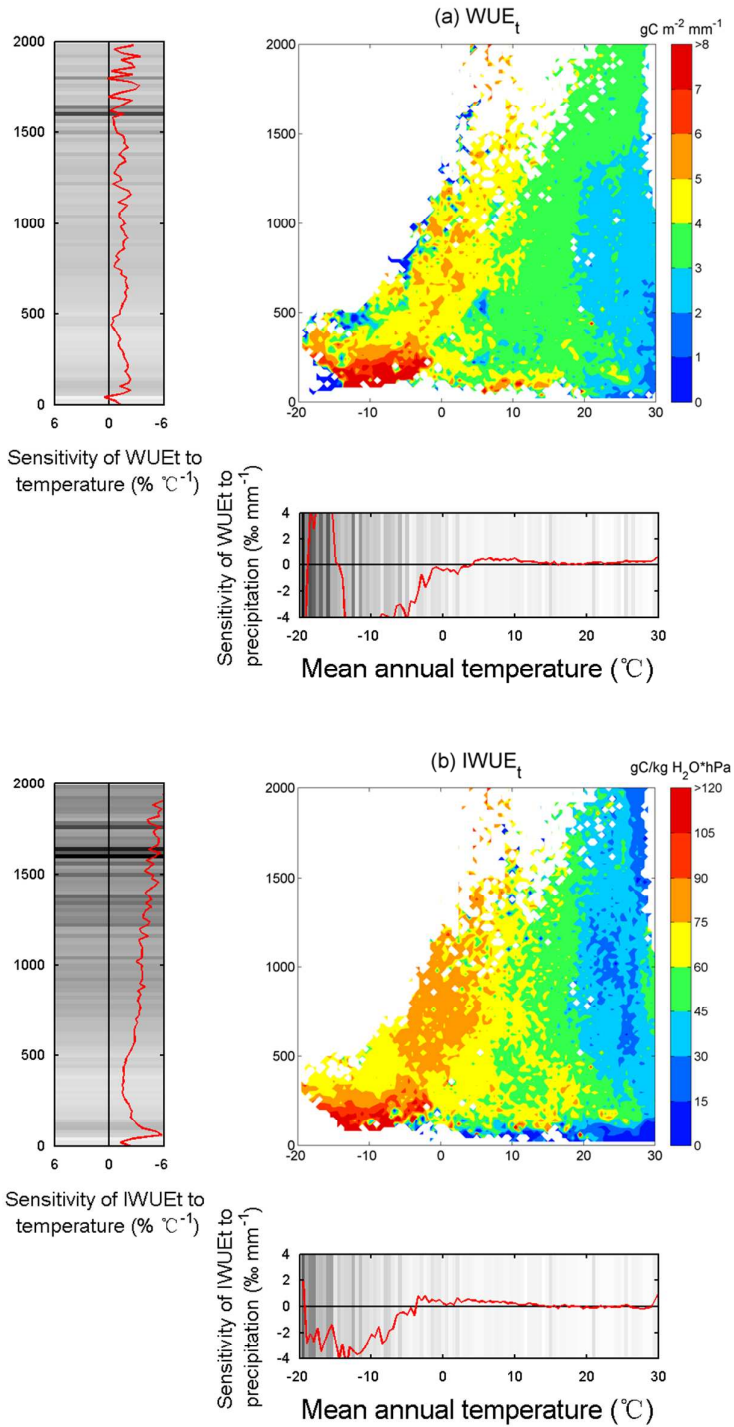 (a) WUEt
gC m-2 mm-1
2000
1500
1000
500
0
6 0 -6
Sensitivity of WUEt to
temperature (% ℃-1)
2000
1500
1000
500
0
-20 -10 0 10 20 30
>8
7
6
5
4
3
2
1
0
Sensitivity of WUEt to
precipitation (‰ mm-1)
4
2
0
-2
-4
-20 -10 0 10 20 30
Mean annual temperature (℃)
(b) IWUEt
gC/kg H2O*hPa
2000
1500
1000
500
0
6 0 -6
Sensitivity of IWUEt to
temperature (% ℃-1)
2000
1500
1000
500
0
-20 -10 0 10 20 30
>120
105
90
75
60
45
30
15
0
Sensitivity of IWUEt to
precipitation (‰ mm-1)
4
2
0
-2
-4
-20 -10 0 10 20 30
Mean annual temperature (℃)